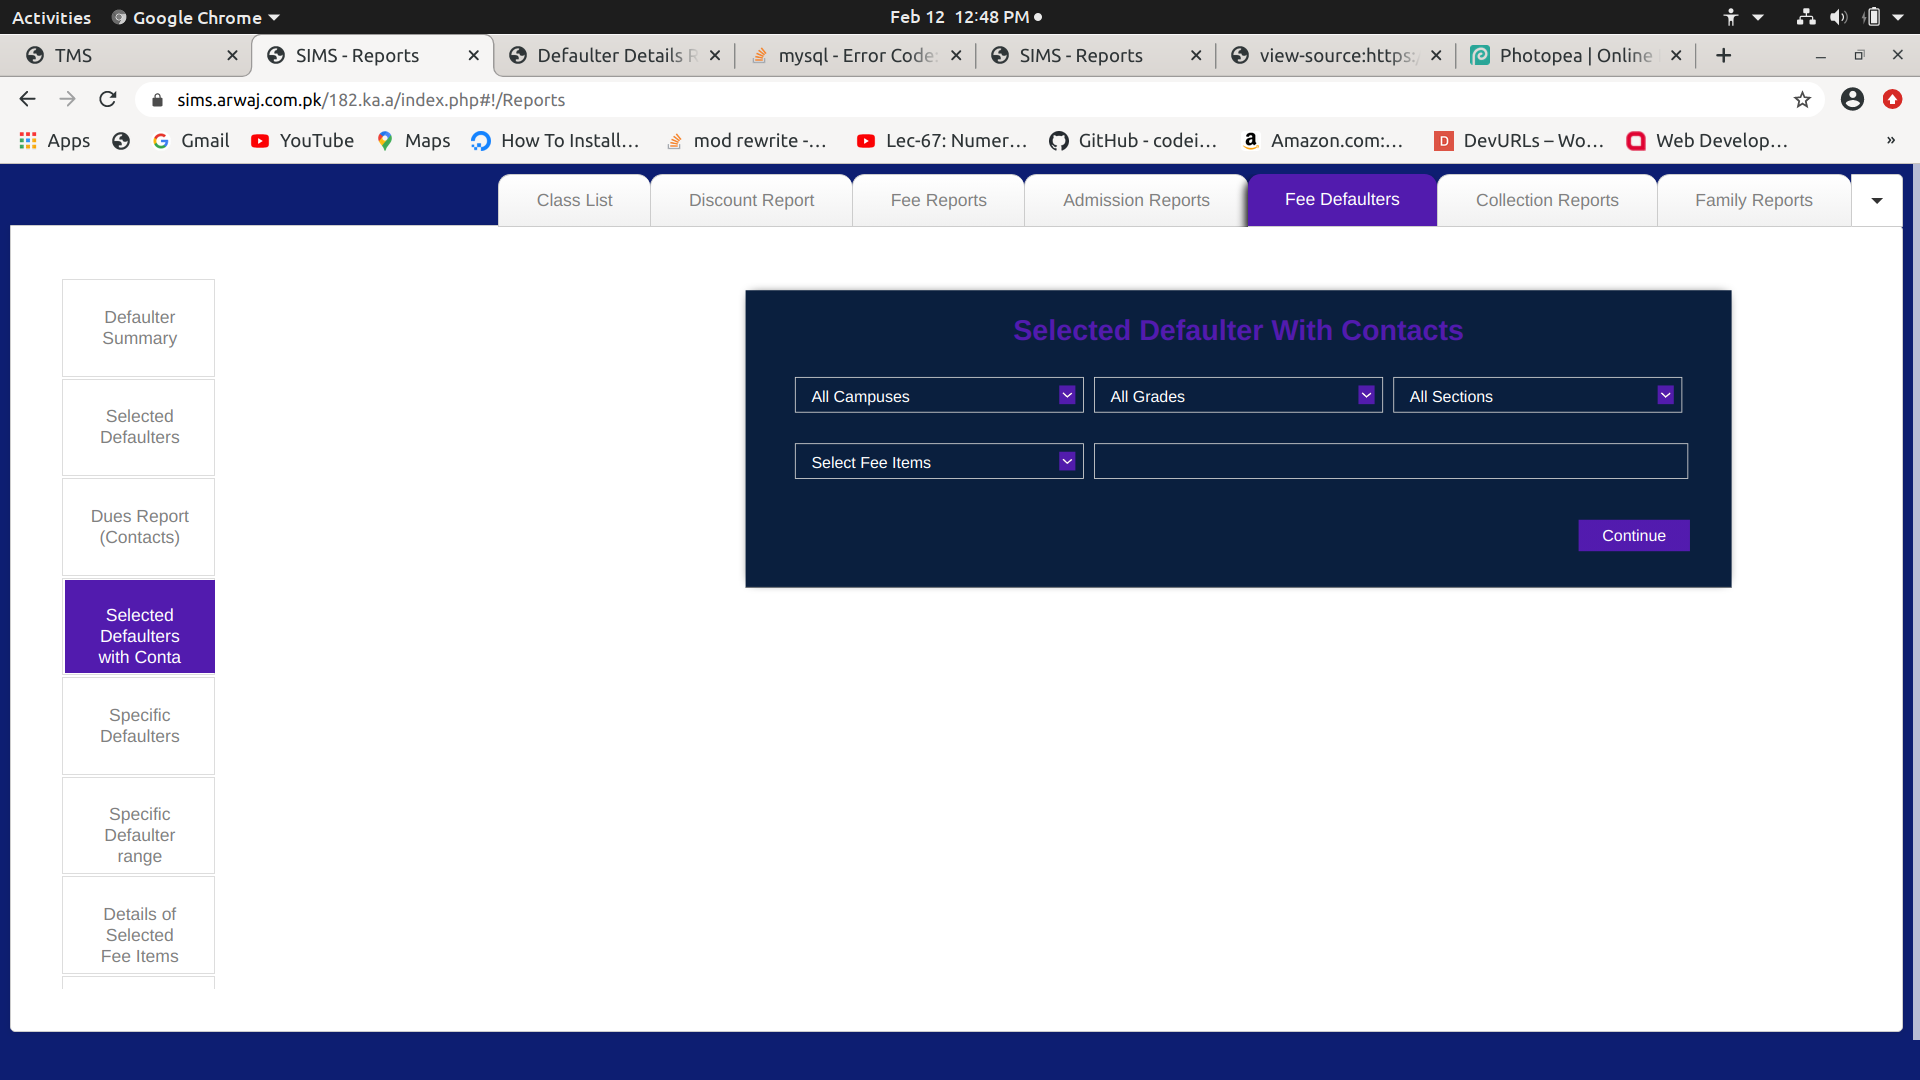 Activities Google Chrome Feb 12 12:48 PM
TMS SIMS - Reports Defaulter Details R mysql - Error Code: SIMS - Reports view-source:https:/ Photopea | Online
sims.arwaj.com.pk/182.ka.a/index.php#!/Reports
Apps Gmail YouTube Maps How To Install... mod rewrite -... Lec-67: Numer... GitHub - codei... Amazon.com:... DevURLs – Wo... Web Develop... »
Class List Discount Report Fee Reports Admission Reports Fee Defaulters Collection Reports Family Reports
Defaulter
Summary
Selected
Defaulters
Dues Report
(Contacts)
Selected
Defaulters
with Conta
Specific
Defaulters
Specific
Defaulter
range
Details of
Selected
Fee Items
Selected Defaulter With Contacts
All Campuses All Grades All Sections
Select Fee Items
Continue